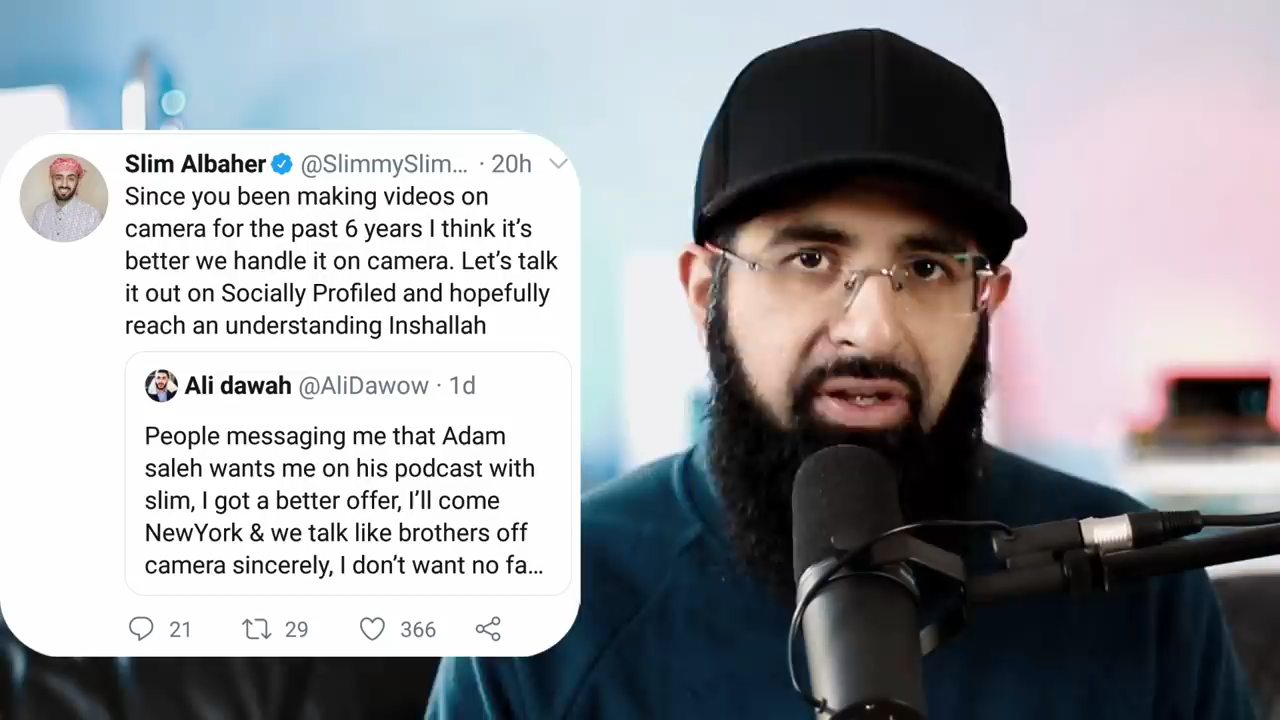 Slim Albaher @SlimmySlim... · 20h
Since you been making videos on
camera for the past 6 years I think it's
better we handle it on camera. Let's talk
it out on Socially Profiled and hopefully
reach an understanding Inshallah
Ali dawah @AliDawow · 1d
People messaging me that Adam
saleh wants me on his podcast with
slim, I got a better offer, I'll come
NewYork & we talk like brothers off
camera sincerely, I don't want no fa...
21 29 366